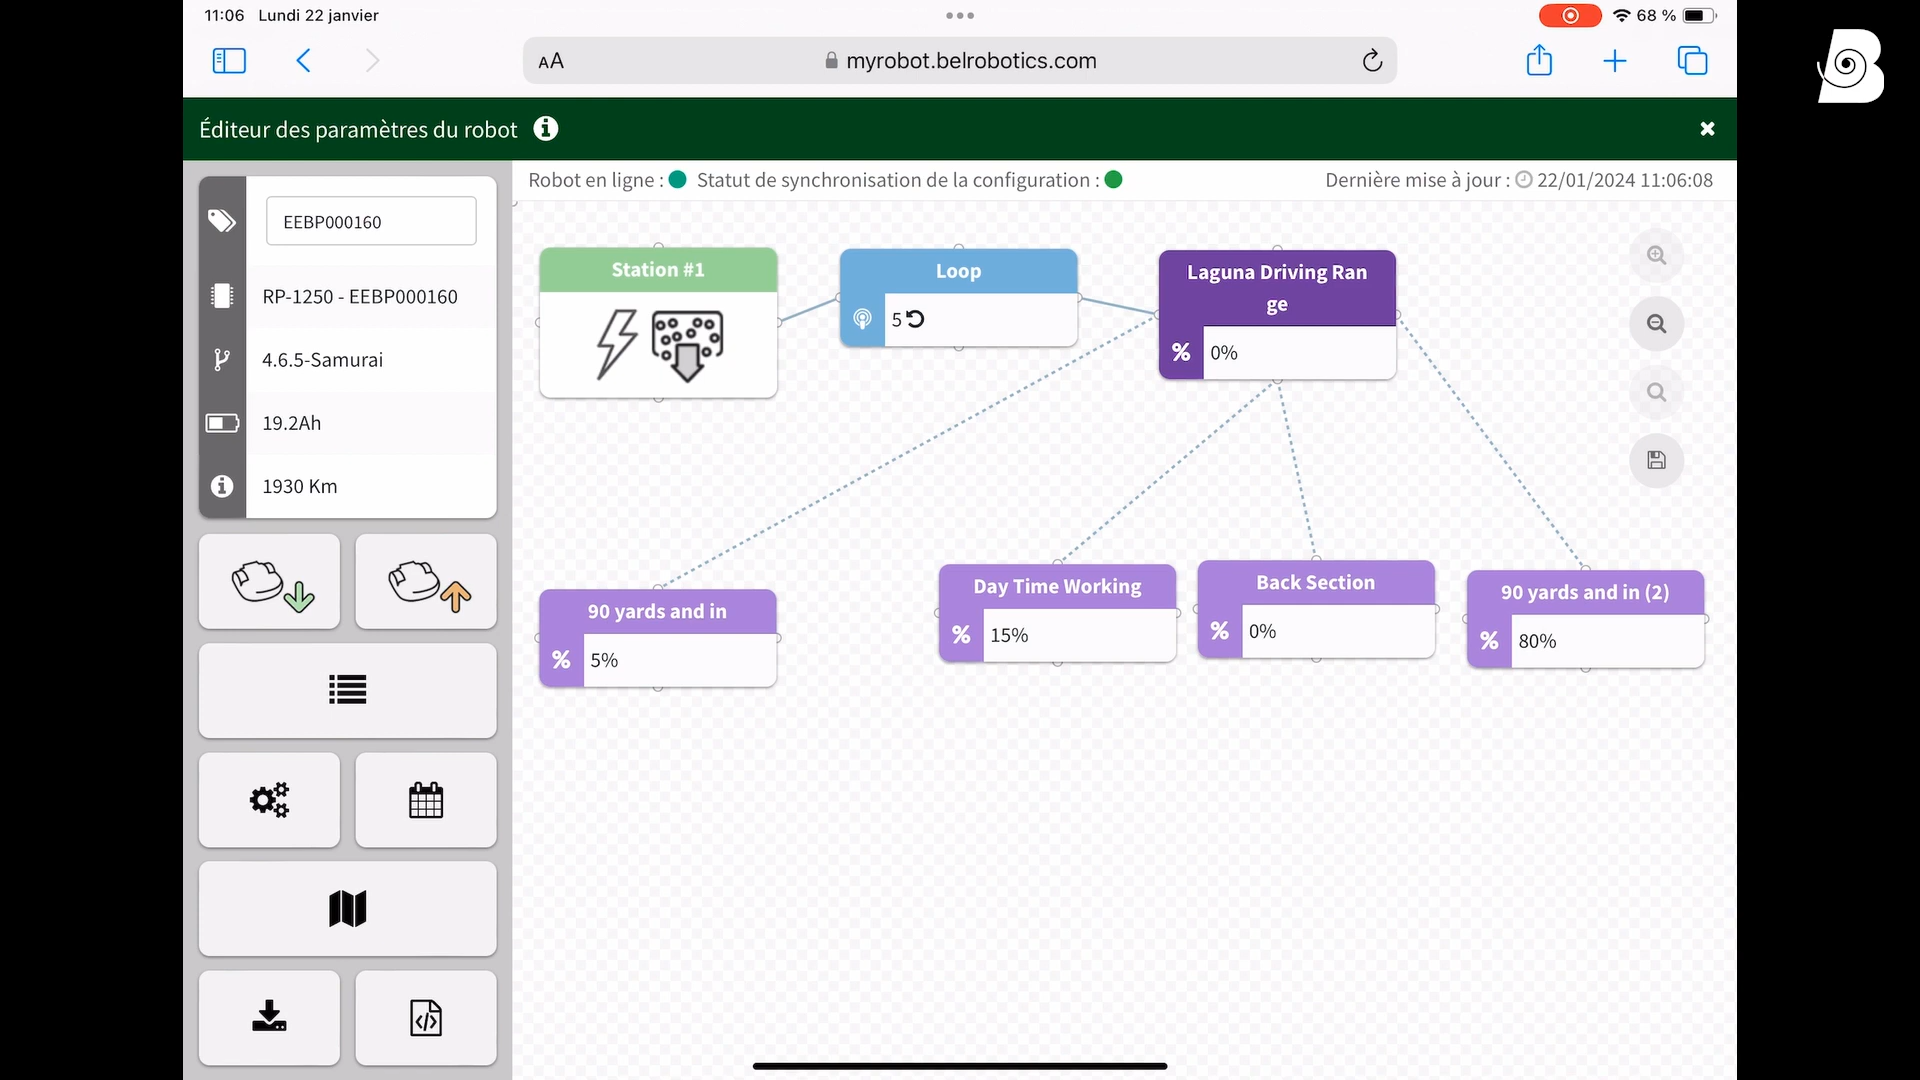 11:06 Lundi 22 janvier
68 %
AA
myrobot.belrobotics.com
Éditeur des paramètres du robot
Robot en ligne : Statut de synchronisation de la configuration :
Dernière mise à jour : 22/01/2024 11:06:08
EEBP000160
RP-1250 - EEBP000160
4.6.5-Samurai
19.2Ah
1930 Km
Station #1
Loop
5
Laguna Driving Ran
ge
% 0%
90 yards and in
% 5%
Day Time Working
% 15%
Back Section
% 0%
90 yards and in (2)
% 80%